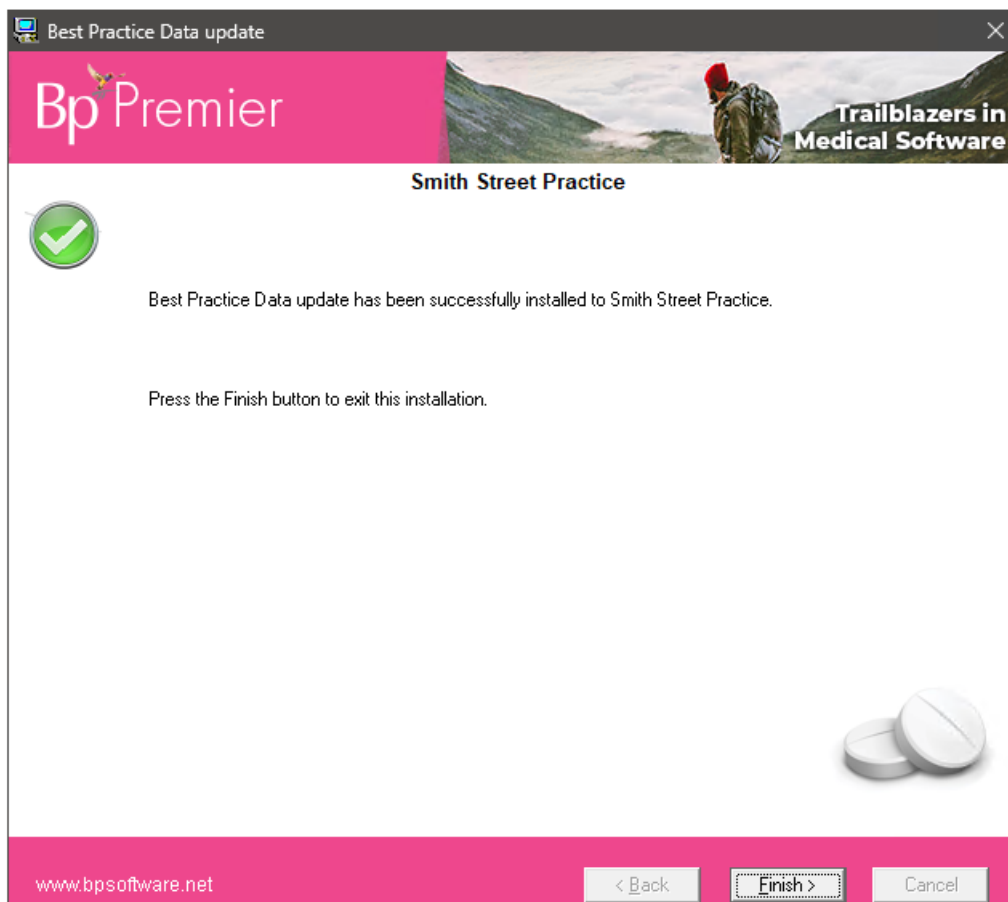 Best Practice Data update
Bp Premier
Trailblazers in
Medical Software
Smith Street Practice
Best Practice Data update has been successfully installed to Smith Street Practice.
Press the Finish button to exit this installation.
www.bpsoftware.net
< Back
Finish >
Cancel